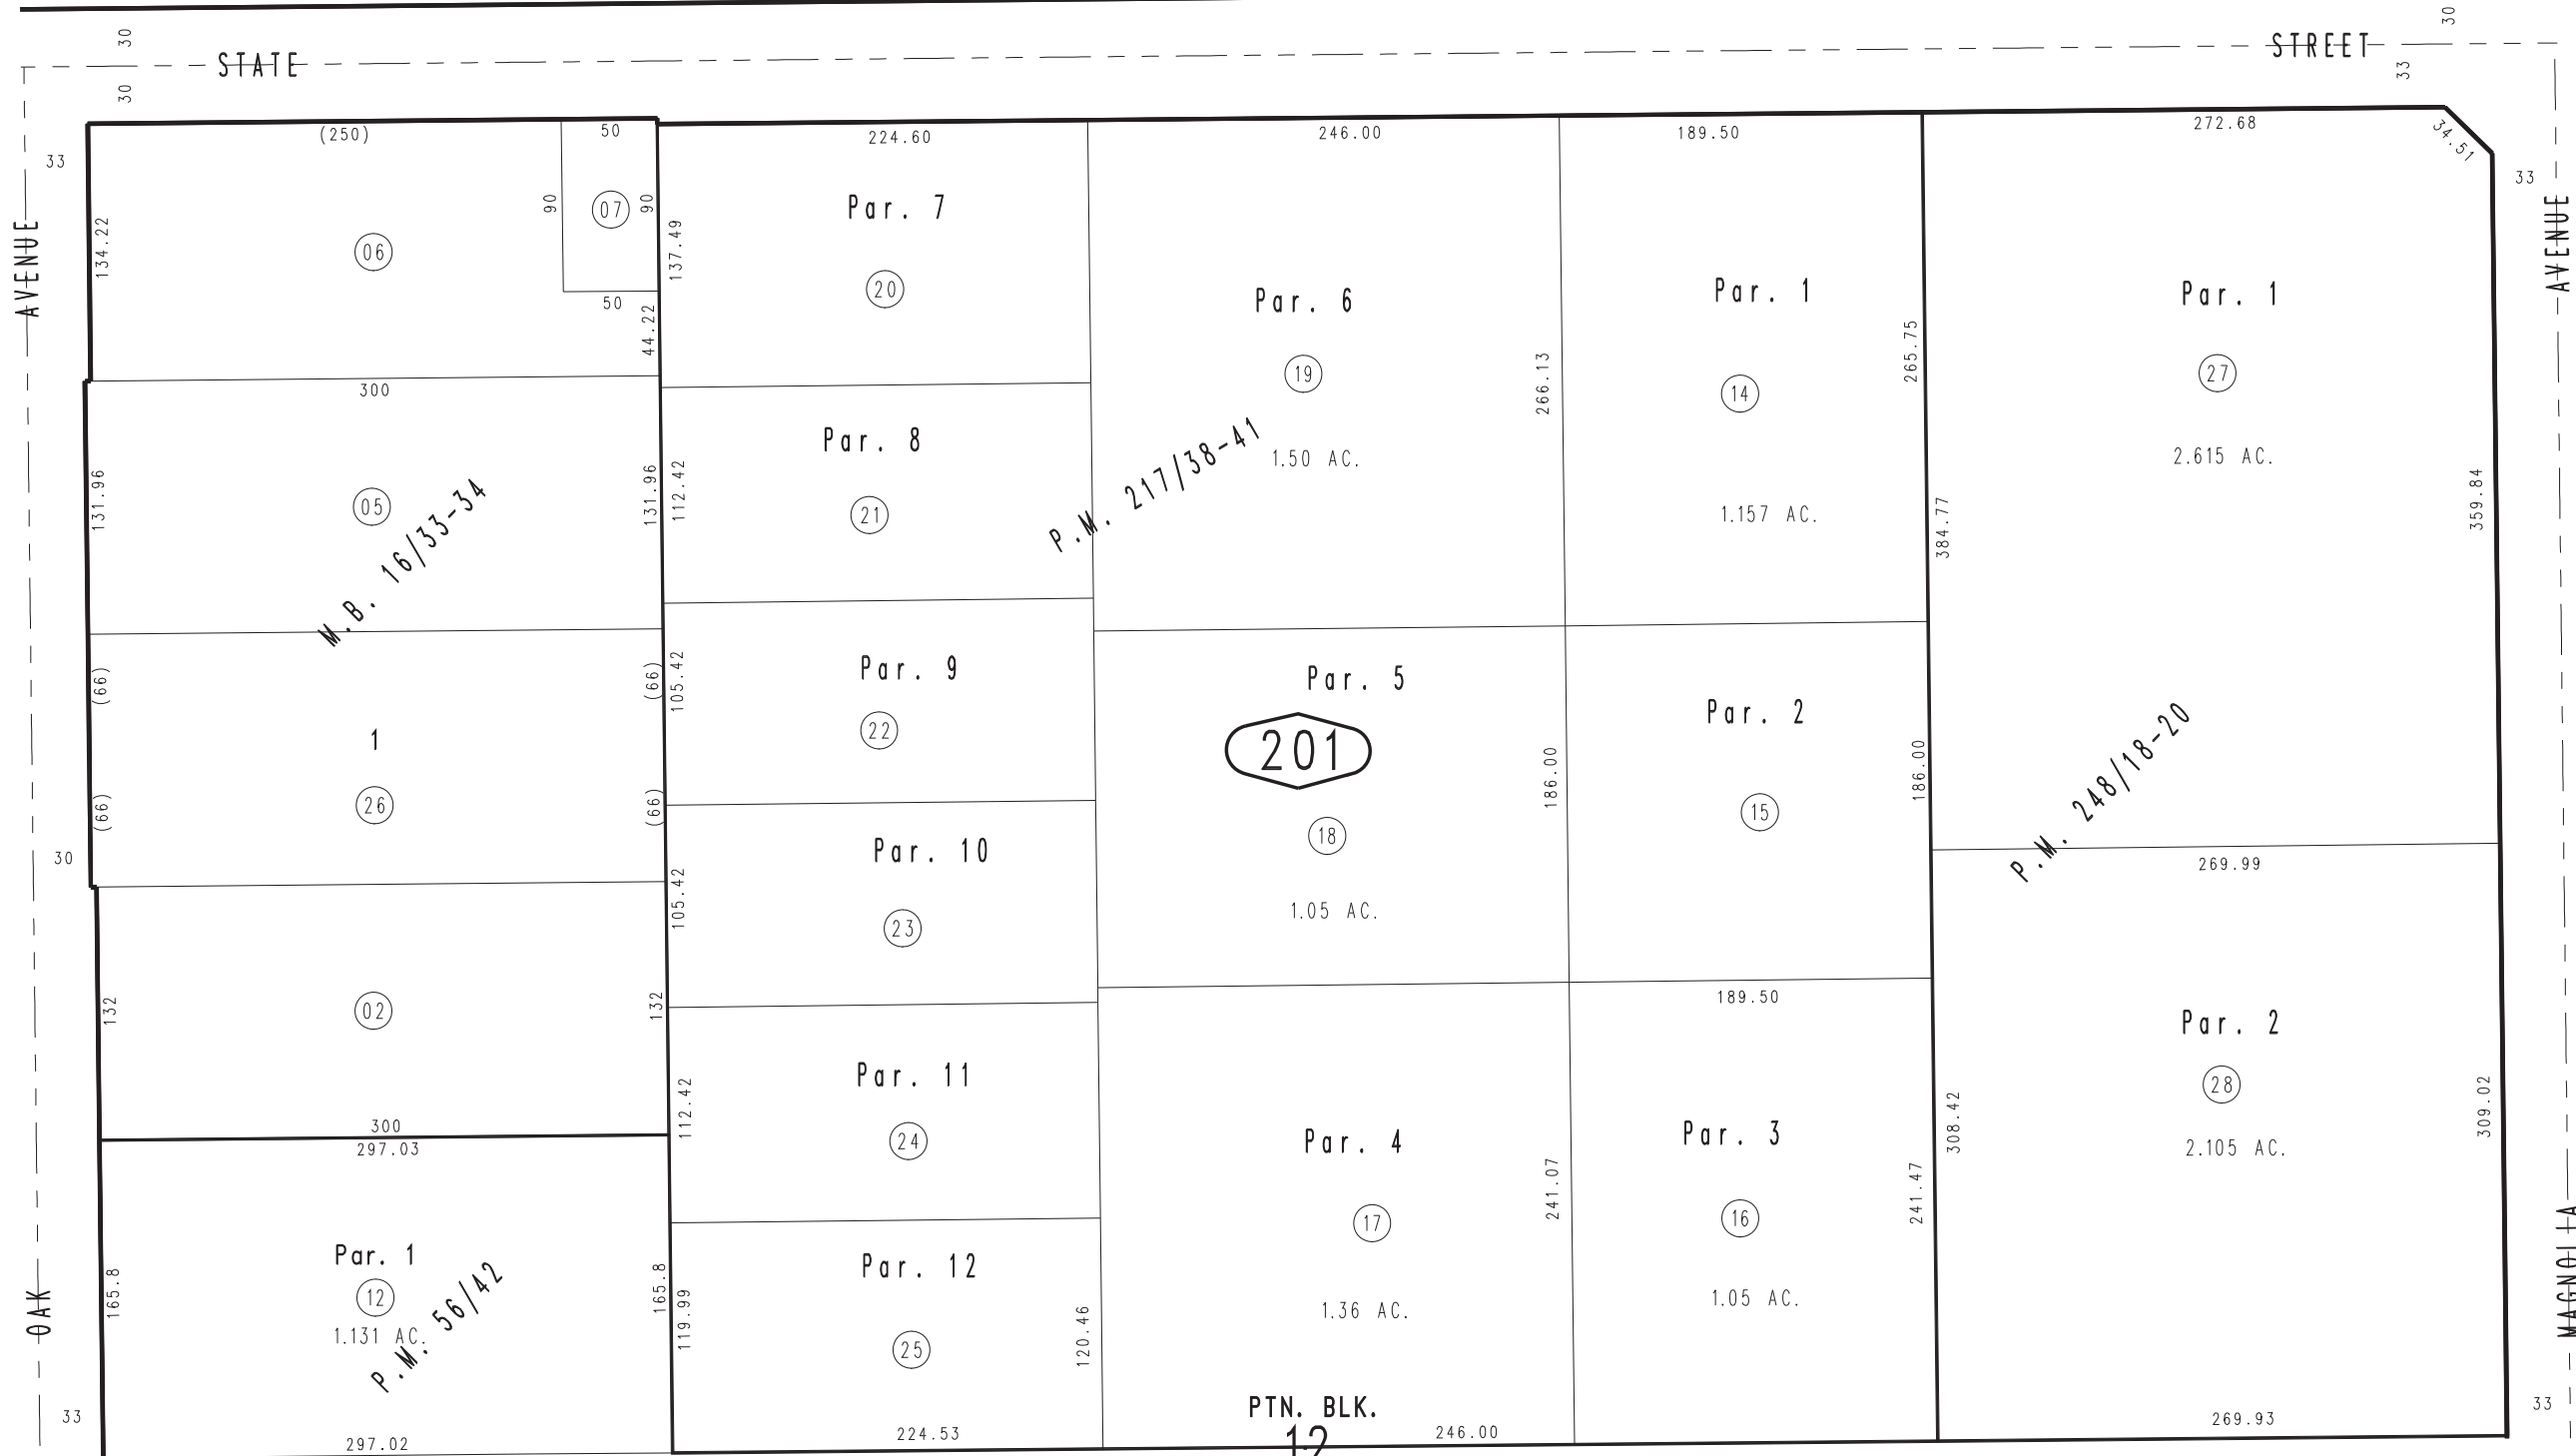 30
30
STATE
STREET
33
30
30
(250)
50
224.60
246.00
189.50
272.68
34.51
33
33
AVENUE
AVENUE
134.22
06
90
07
90
50
44.22
137.49
Par. 7
20
Par. 6
19
1.50 AC.
266.13
Par. 1
14
1.157 AC.
265.75
Par. 1
27
2.615 AC.
384.77
359.84
300
131.96
05
131.96
M.B. 16/33-34
112.42
Par. 8
21
P.M. 217/38-41
(66)
(66)
1
26
(66)
(66)
105.42
Par. 9
22
Par. 5
201
18
1.05 AC.
186.00
Par. 2
15
186.00
P.M. 248/18-20
269.99
30
105.42
Par. 10
23
132
02
132
300
189.50
112.42
Par. 11
24
Par. 4
17
1.36 AC.
241.07
Par. 3
16
1.05 AC.
241.47
308.42
Par. 2
28
2.105 AC.
309.02
297.03
165.8
Par. 1
12
1.131 AC.
165.8
P.M. 56/42
119.99
Par. 12
25
120.46
OAK
MAGNOLIA
33
33
PTN. BLK.
12
297.02
224.53
246.00
269.93